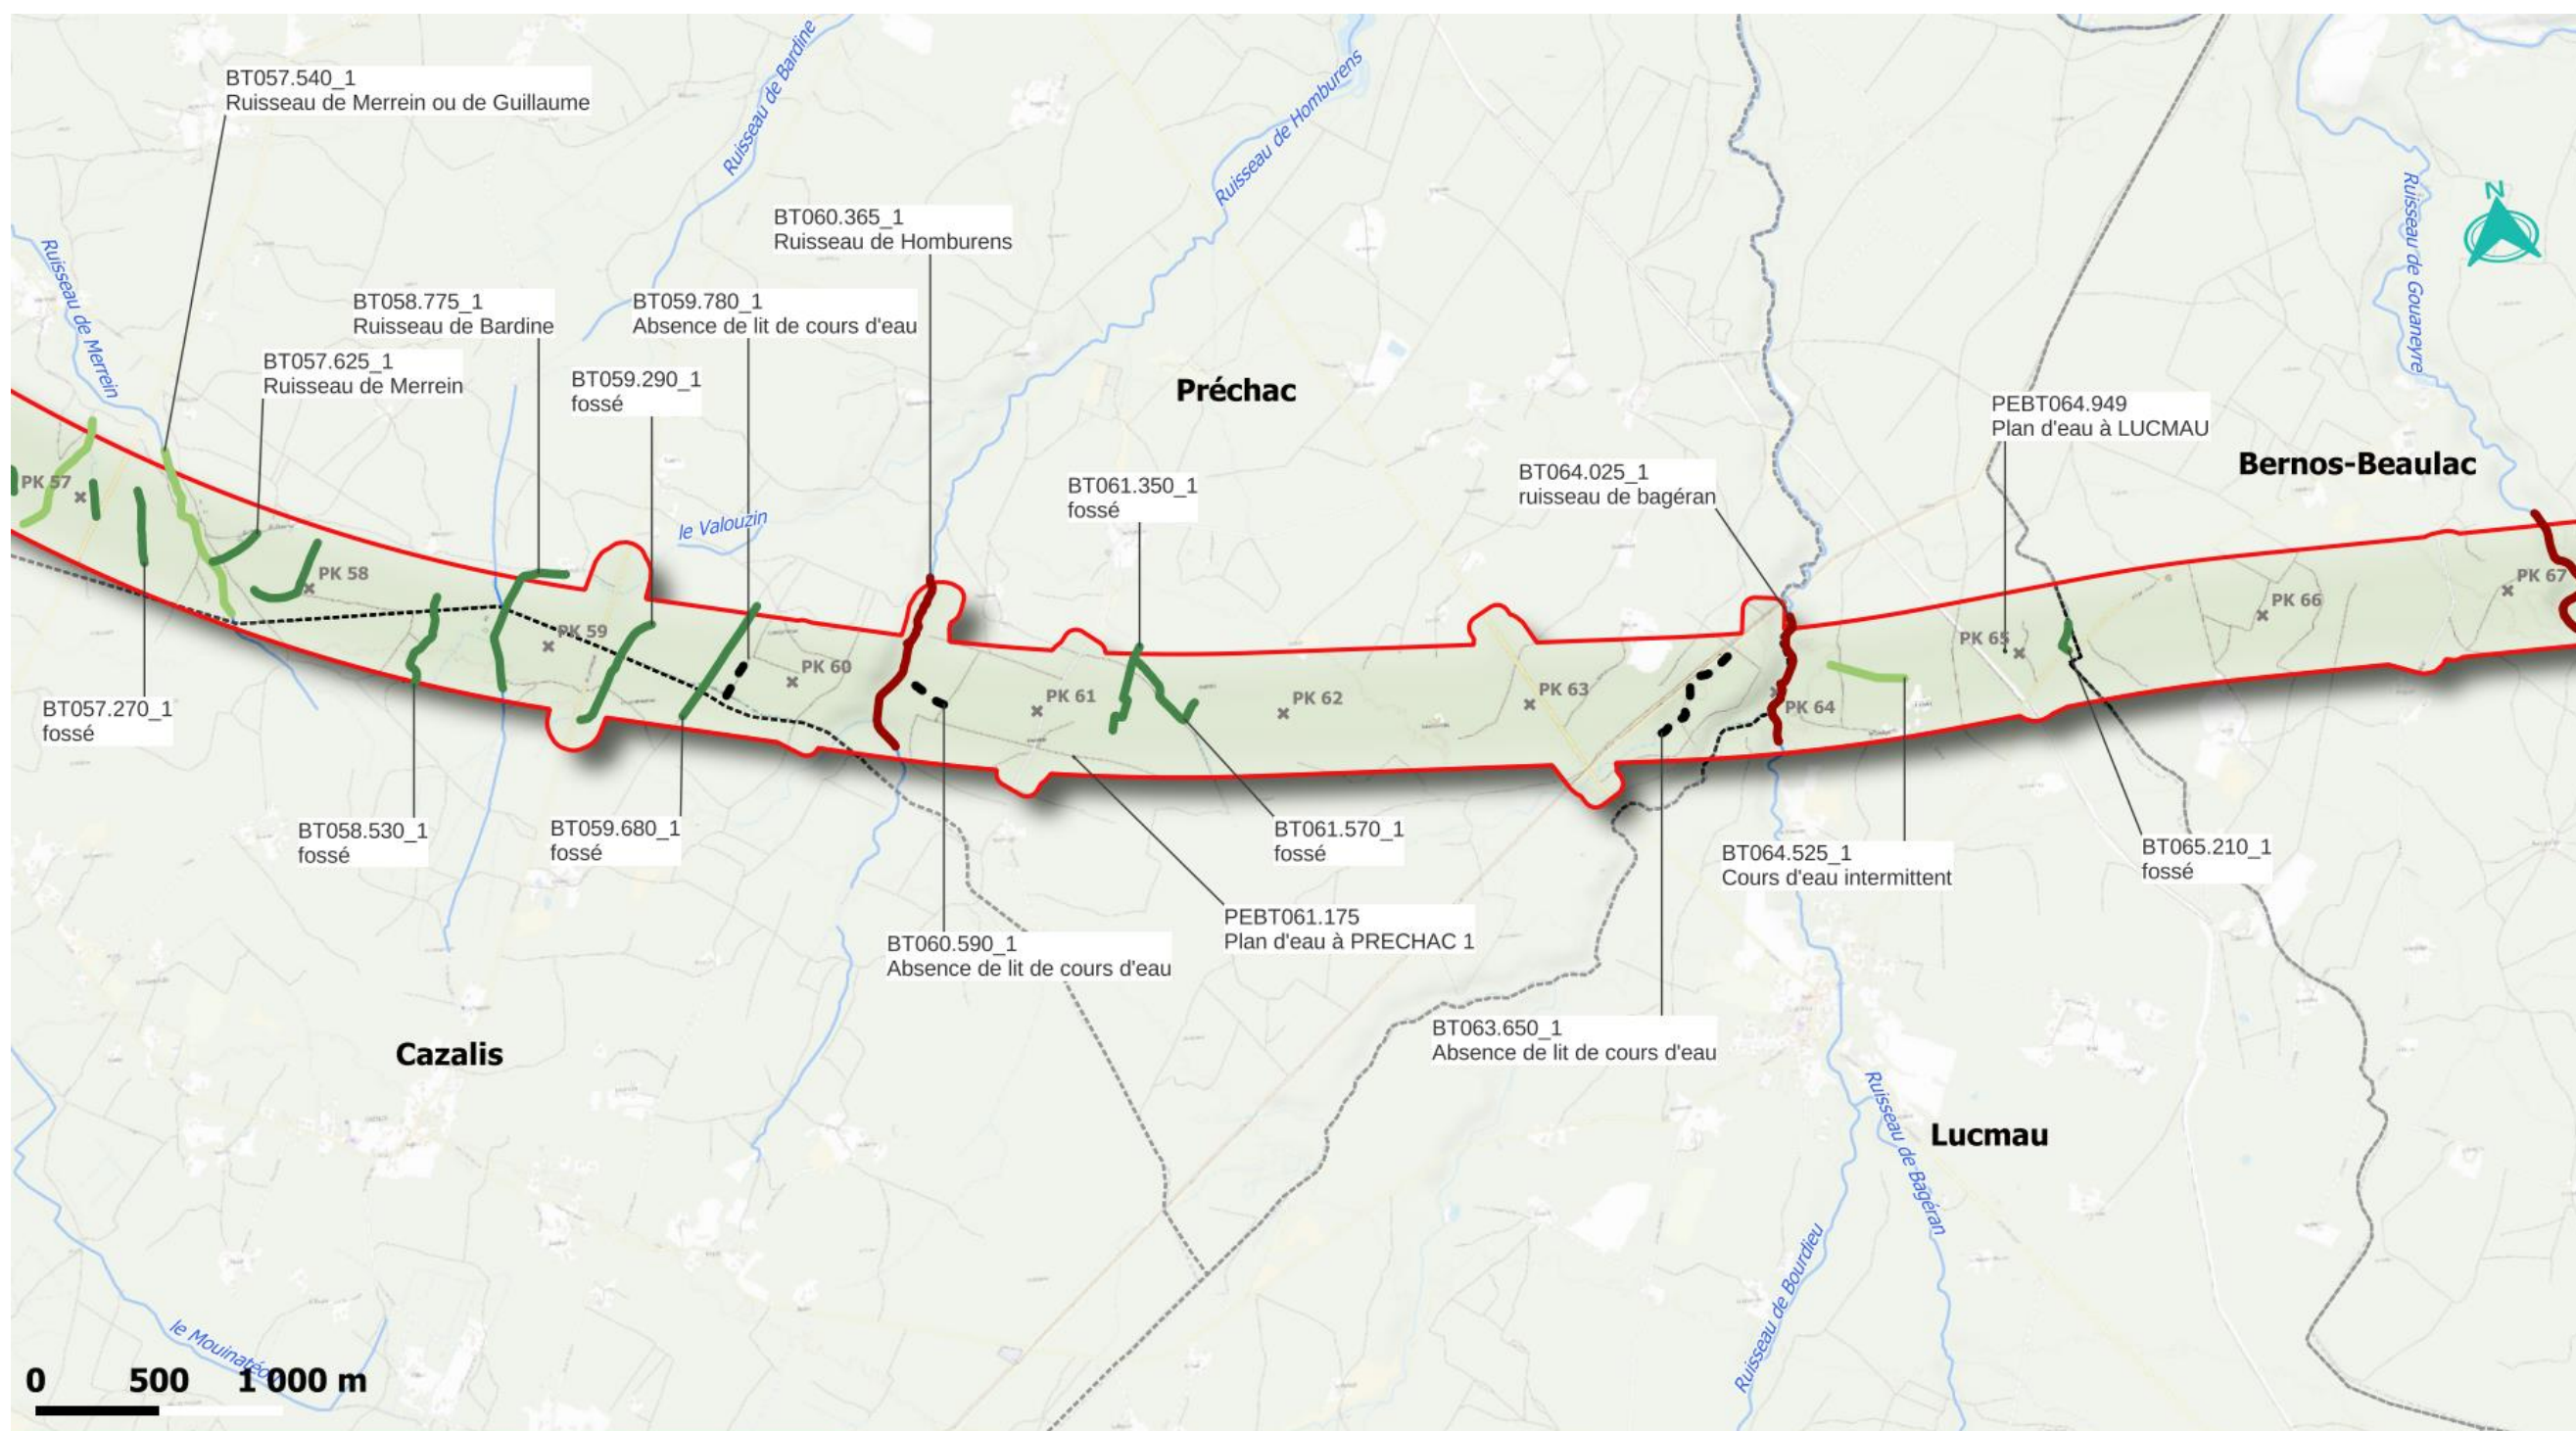 BT057.540_1
Ruisseau de Merrein ou de Guillaume
Ruisseau de Bardine
Ruisseau de Homburens
N
Ruisseau de Gouaneyre
BT060.365_1
Ruisseau de Homburens
Ruisseau de Merrein
BT058.775_1
Ruisseau de Bardine
BT059.780_1
Absence de lit de cours d'eau
BT057.625_1
Ruisseau de Merrein
BT059.290_1
fossé
Préchac
PEBT064.949
Plan d'eau à LUCMAU
Bernos-Beaulac
BT061.350_1
fossé
BT064.025_1
ruisseau de bagéran
le Valouzin
PK 57
PK 58
PK 59
PK 60
PK 61
PK 62
PK 63
PK 64
PK 65
PK 66
PK 67
BT057.270_1
fossé
BT058.530_1
fossé
BT059.680_1
fossé
BT061.570_1
fossé
BT064.525_1
Cours d'eau intermittent
BT065.210_1
fossé
PEBT061.175
Plan d'eau à PRECHAC 1
BT060.590_1
Absence de lit de cours d'eau
BT063.650_1
Absence de lit de cours d'eau
Cazalis
Lucmau
Ruisseau de Bagéran
Ruisseau de Bourdieu
le Mouinatéou
0 500 1 000 m